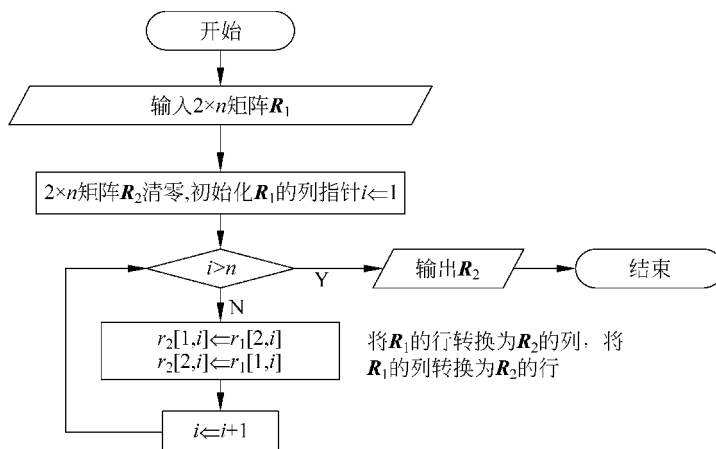 开始
输入2×n矩阵R₁
2×n矩阵R₂清零,初始化R₁的列指针i⇐1
i>n
Y
输出R₂
结束
N
r₂[1,i]⇐r₁[2,i]
r₂[2,i]⇐r₁[1,i]
将R₁的行转换为R₂的列，将
R₁的列转换为R₂的行
i⇐i+1